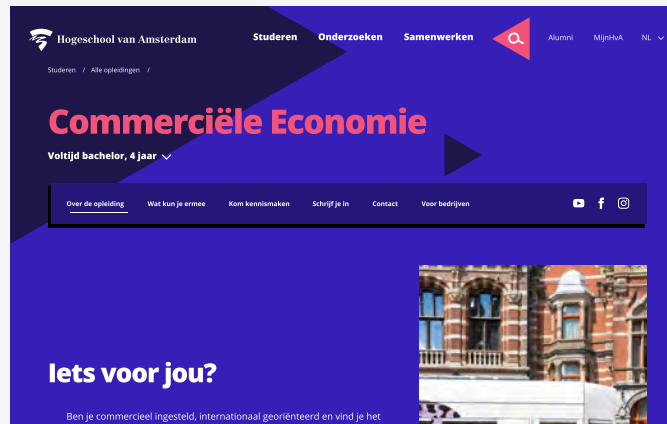 Hogeschool van Amsterdam
Studeren Onderzoeken Samenwerken Alumni MijnHvA NL
Studeren / Alle opleidingen /
Commerciële Economie
Voltijd bachelor, 4 jaar
Over de opleiding Wat kun je ermee Kom kennismaken Schrijf je in Contact Voor bedrijven
Iets voor jou?
Ben je commercieel ingesteld, internationaal georiënteerd en vind je het